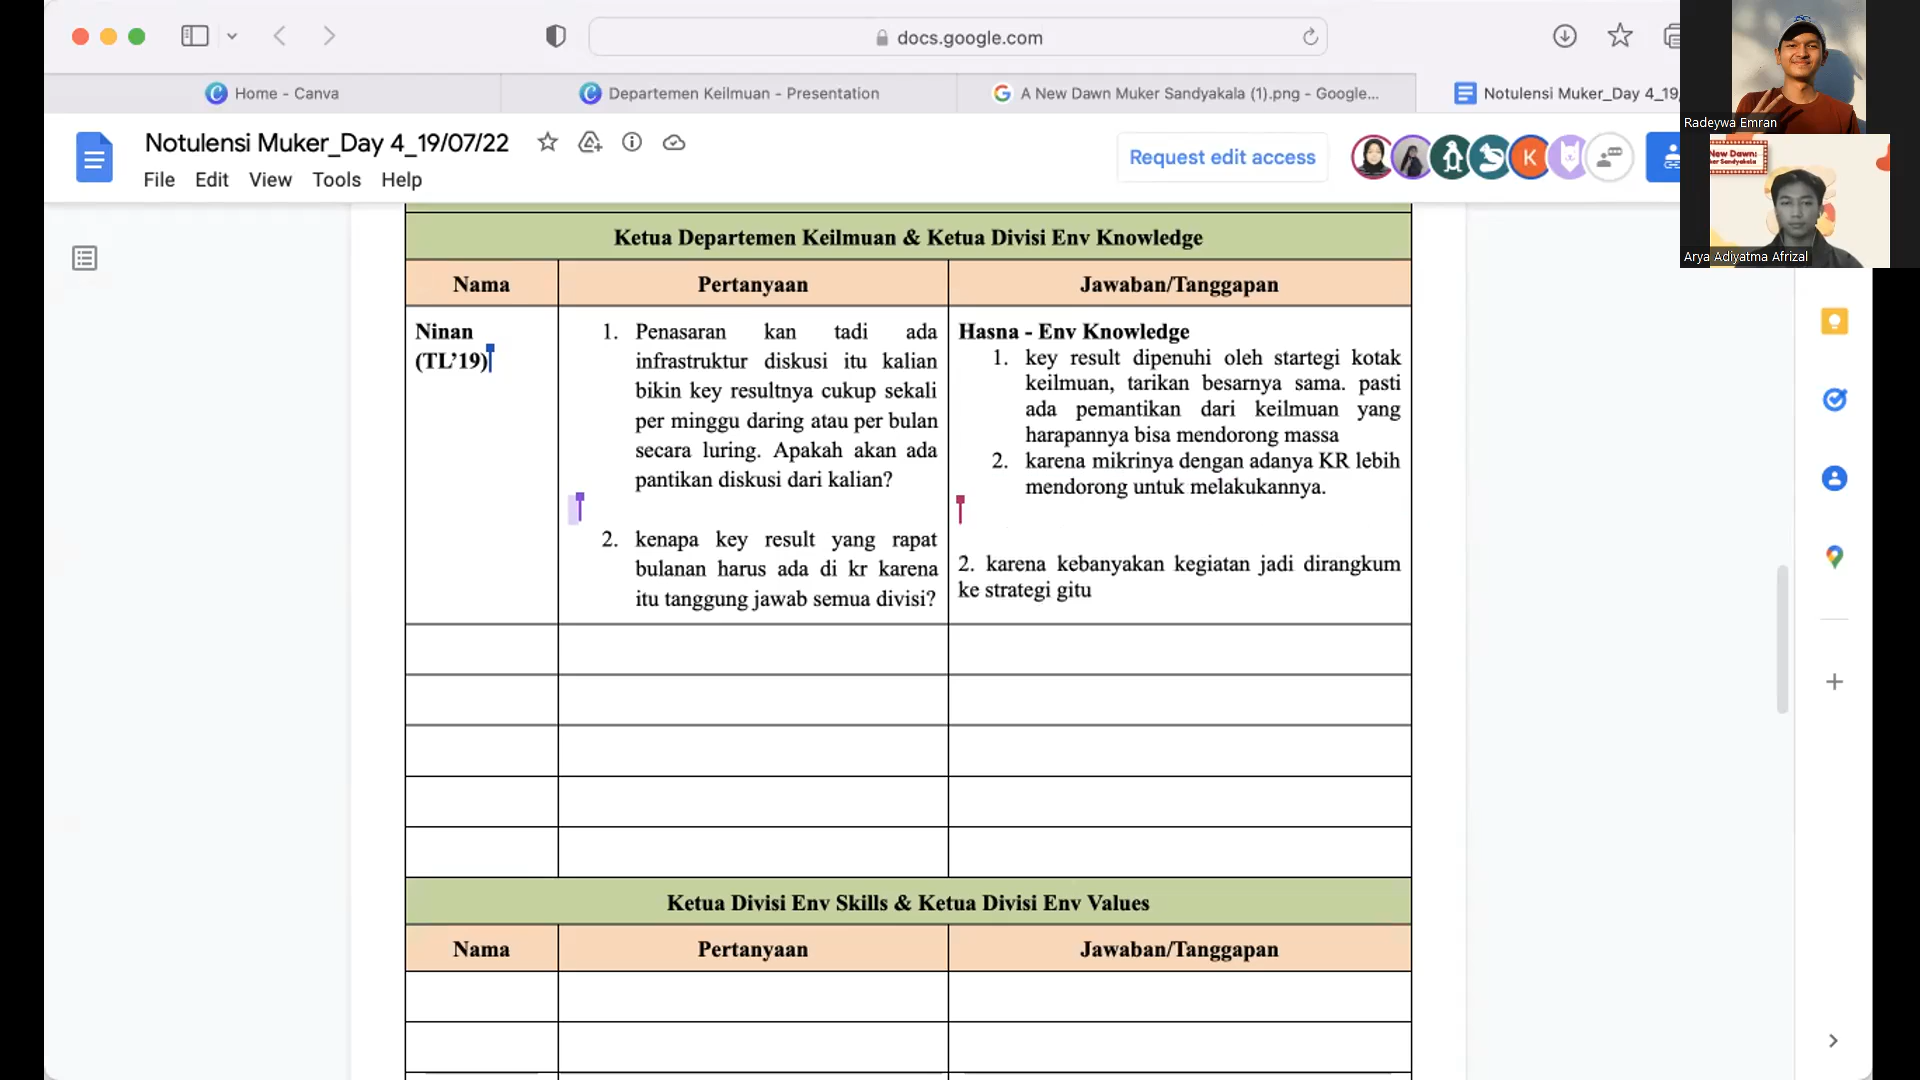 docs.google.com
Home - Canva
Departemen Keilmuan - Presentation
A New Dawn Muker Sandyakala (1).png - Google...
Notulensi Muker_Day 4_19
Radeywa Emran
New Dawn:
Arya Adiyatma Afrizal
Notulensi Muker_Day 4_19/07/22
File Edit View Tools Help
Request edit access
K
Ketua Departemen Keilmuan & Ketua Divisi Env Knowledge
Nama Pertanyaan Jawaban/Tanggapan
Ninan
(TL’19)
1. Penasaran kan tadi ada
infrastruktur diskusi itu kalian
bikin key resultnya cukup sekali
per minggu daring atau per bulan
secara luring. Apakah akan ada
pantikan diskusi dari kalian?
2. kenapa key result yang rapat
bulanan harus ada di kr karena
itu tanggung jawab semua divisi?
Hasna - Env Knowledge
1. key result dipenuhi oleh startegi kotak
keilmuan, tarikan besarnya sama. pasti
ada pemantikan dari keilmuan yang
harapannya bisa mendorong massa
2. karena mikrinya dengan adanya KR lebih
mendorong untuk melakukannya.
2. karena kebanyakan kegiatan jadi dirangkum
ke strategi gitu
Ketua Divisi Env Skills & Ketua Divisi Env Values
Nama Pertanyaan Jawaban/Tanggapan